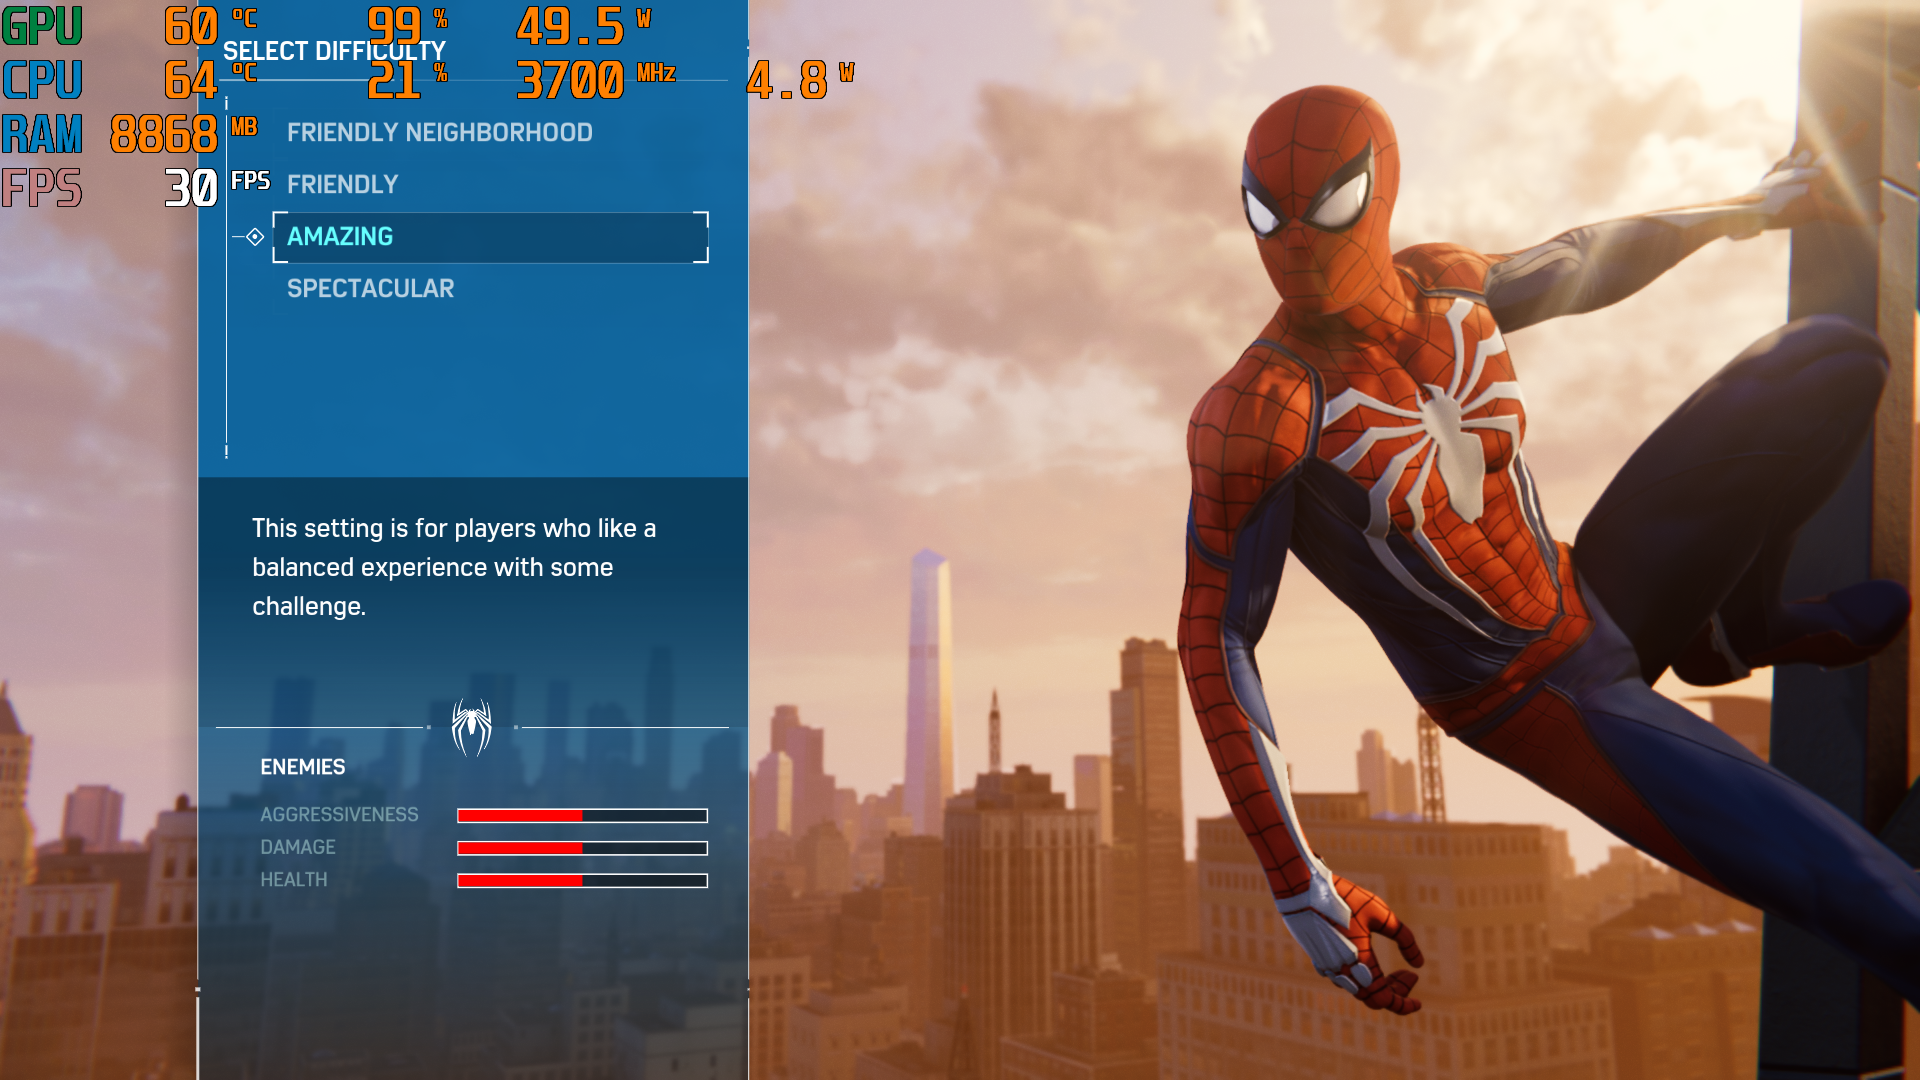 GPU 60 °C 99 % 49.5 W
SELECT DIFFICULTY
CPU 64 °C 21 % 3700 MHz 4.8 W
RAM 8868 MB
FPS 30 FPS
FRIENDLY NEIGHBORHOOD
FRIENDLY
AMAZING
SPECTACULAR
This setting is for players who like a
balanced experience with some
challenge.
ENEMIES
AGGRESSIVENESS
DAMAGE
HEALTH